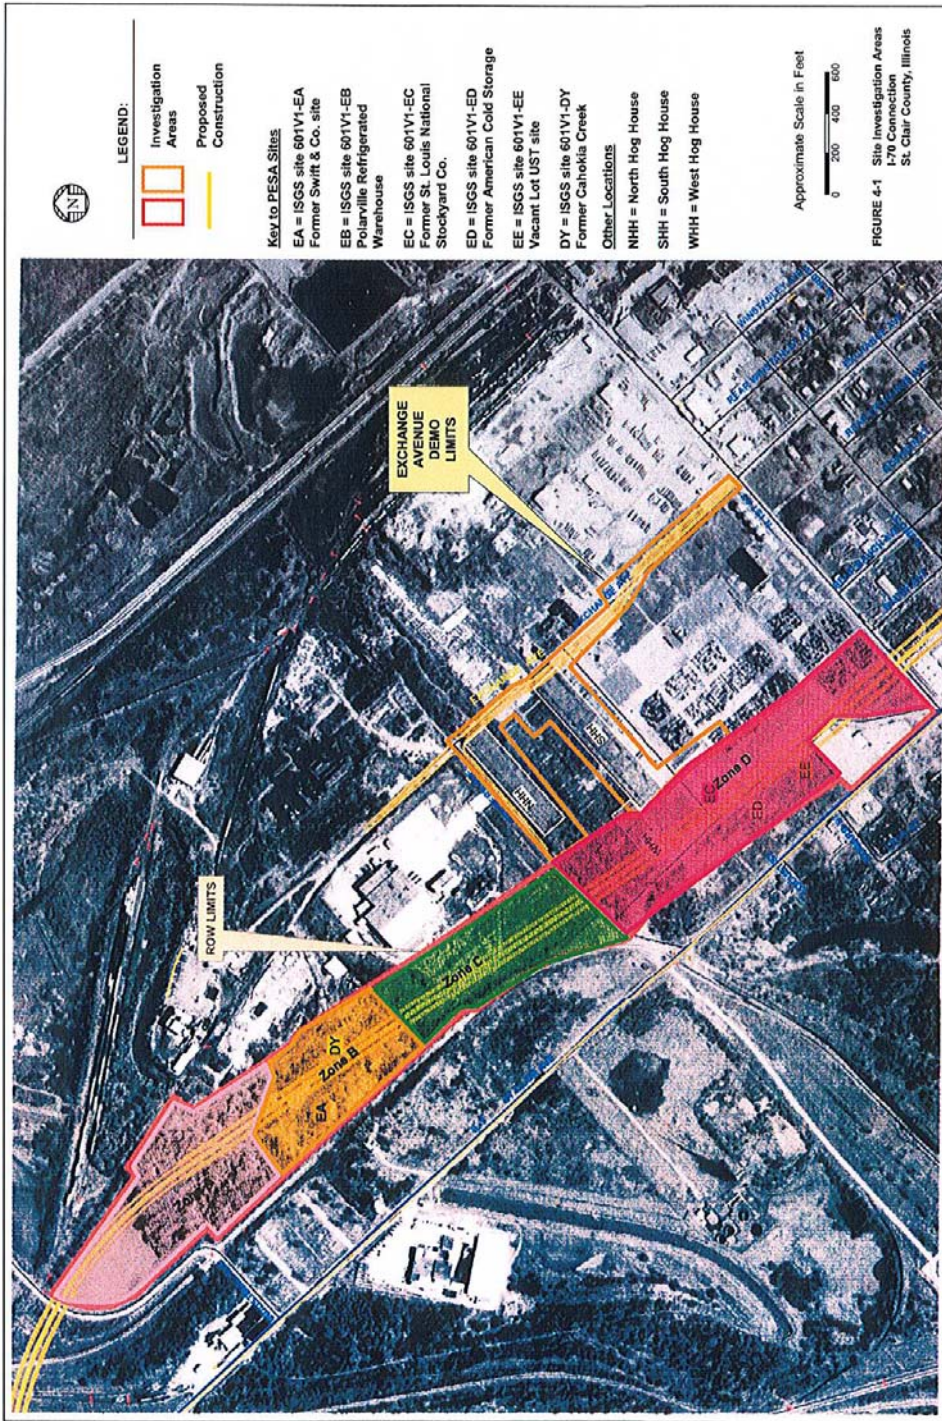 N
LEGEND:
Investigation
Areas
Proposed
Construction
Key to PESA Sites
EA = ISGS site 601V1-EA
Former Swift & Co. site
EB = ISGS site 601V1-EB
Polarville Refrigerated
Warehouse
EC = ISGS site 601V1-EC
Former St. Louis National
Stockyard Co.
ED = ISGS site 601V1-ED
Former American Cold Storage
EE = ISGS site 601V1-EE
Vacant Lot UST site
DY = ISGS site 601V1-DY
Former Cahokia Creek
Other Locations
NHH = North Hog House
SHH = South Hog House
WHH = West Hog House
Approximate Scale in Feet
0 200 400 600
FIGURE 4-1 Site Investigation Areas
I-70 Connection
St. Clair County, Illinois
ROW LIMITS
EXCHANGE
AVENUE
DEMO
LIMITS
EA
DY
Zone B
Zone C
HHN
HHS
EC
Zone D
ED
EE